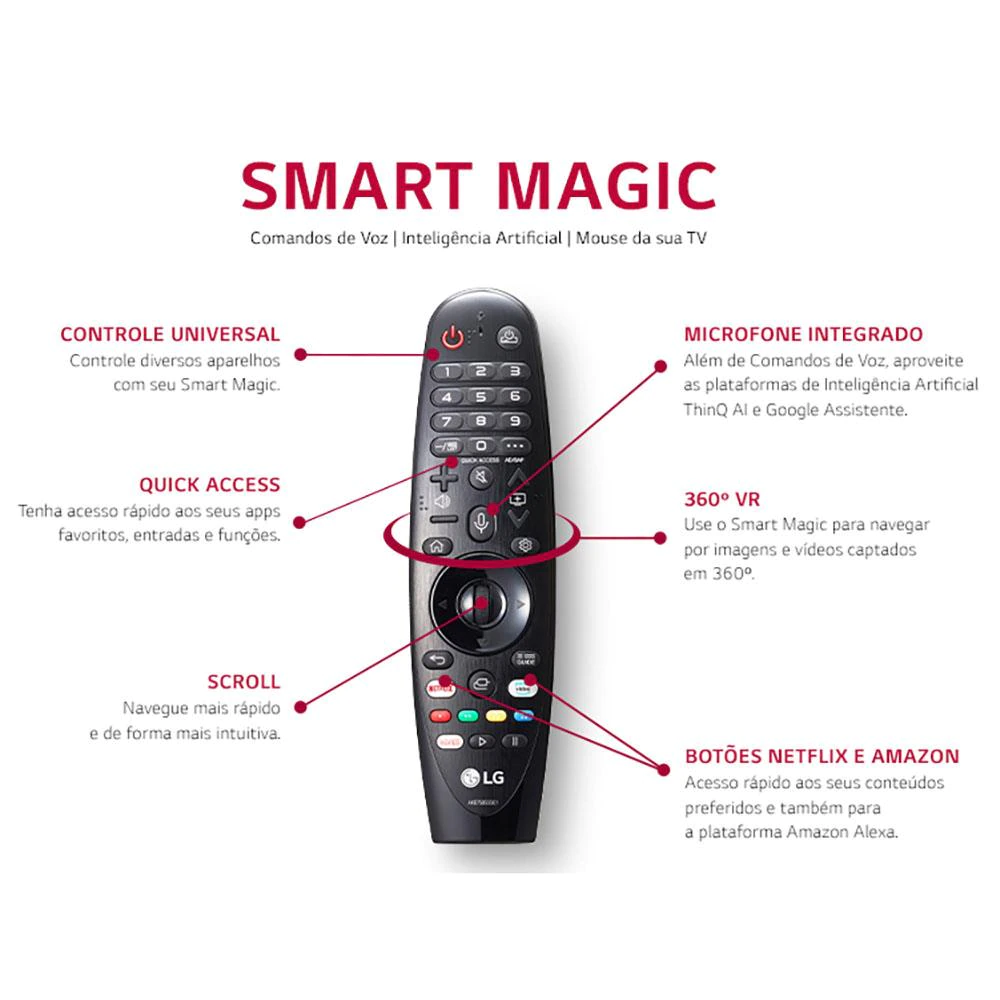 SMART MAGIC
Comandos de Voz | Inteligência Artificial | Mouse da sua TV
CONTROLE UNIVERSAL
Controle diversos aparelhos
com seu Smart Magic.
QUICK ACCESS
Tenha acesso rápido aos seus apps
favoritos, entradas e funções.
SCROLL
Navegue mais rápido
e de forma mais intuitiva.
MICROFONE INTEGRADO
Além de Comandos de Voz, aproveite
as plataformas de Inteligência Artificial
ThinQ AI e Google Assistente.
360º VR
Use o Smart Magic para navegar
por imagens e vídeos captados
em 360º.
BOTÕES NETFLIX E AMAZON
Acesso rápido aos seus conteúdos
preferidos e também para
a plataforma Amazon Alexa.
1 2 3
4 5 6
7 8 9
0
QUICK ACCESS
GUIDE
NETFLIX
LG